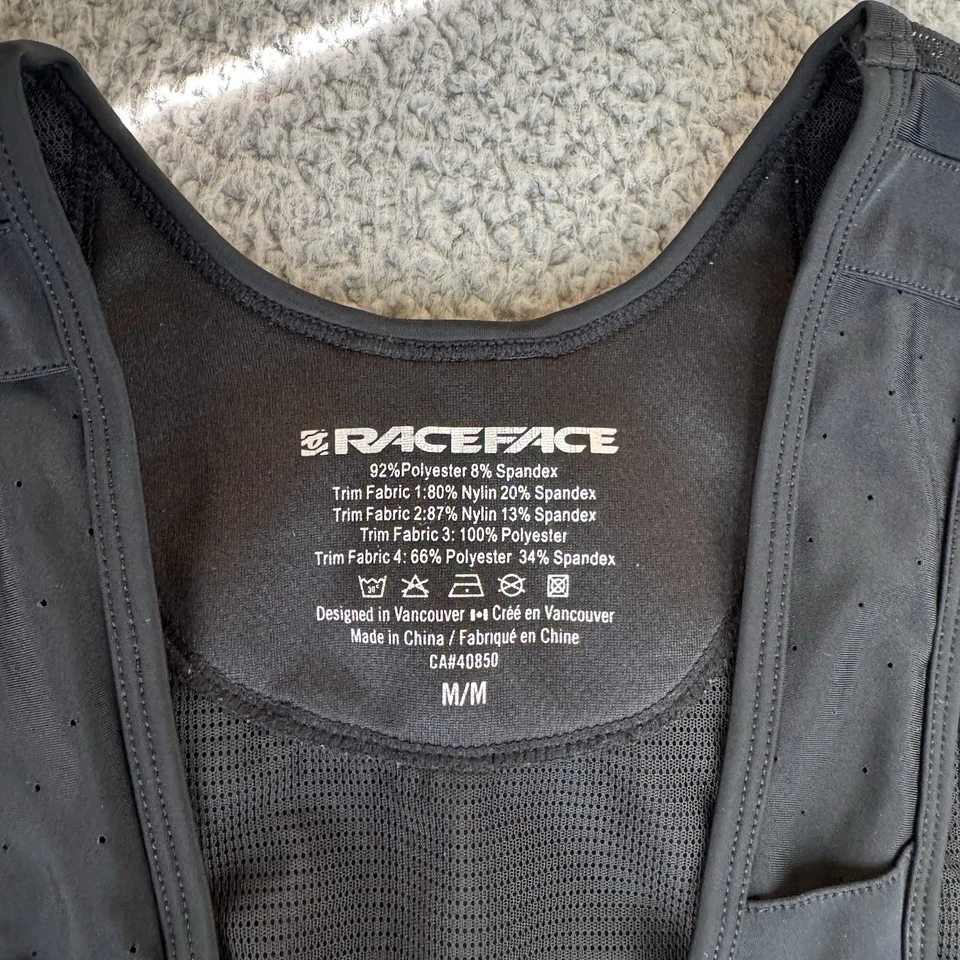 RACEFACE
92%Polyester 8% Spandex
Trim Fabric 1:80% Nylin 20% Spandex
Trim Fabric 2:87% Nylin 13% Spandex
Trim Fabric 3: 100% Polyester
Trim Fabric 4: 66% Polyester 34% Spandex
30°
Designed in Vancouver Créé en Vancouver
Made in China / Fabriqué en Chine
CA#40850
M/M